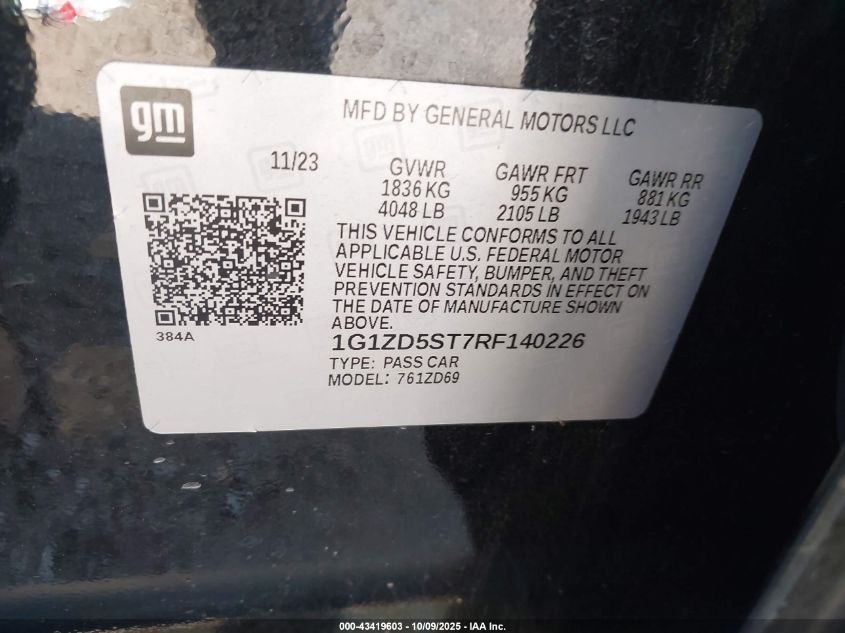 gm
MFD BY GENERAL MOTORS LLC
11/23
GVWR GAWR FRT GAWR RR
1836 KG 955 KG 881 KG
4048 LB 2105 LB 1943 LB
THIS VEHICLE CONFORMS TO ALL
APPLICABLE U.S. FEDERAL MOTOR
VEHICLE SAFETY, BUMPER, AND THEFT
PREVENTION STANDARDS IN EFFECT ON
THE DATE OF MANUFACTURE SHOWN
ABOVE.
384A
1G1ZD5ST7RF140226
TYPE: PASS CAR
MODEL: 761ZD69
000-43419603 - 10/09/2025 - IAA Inc.